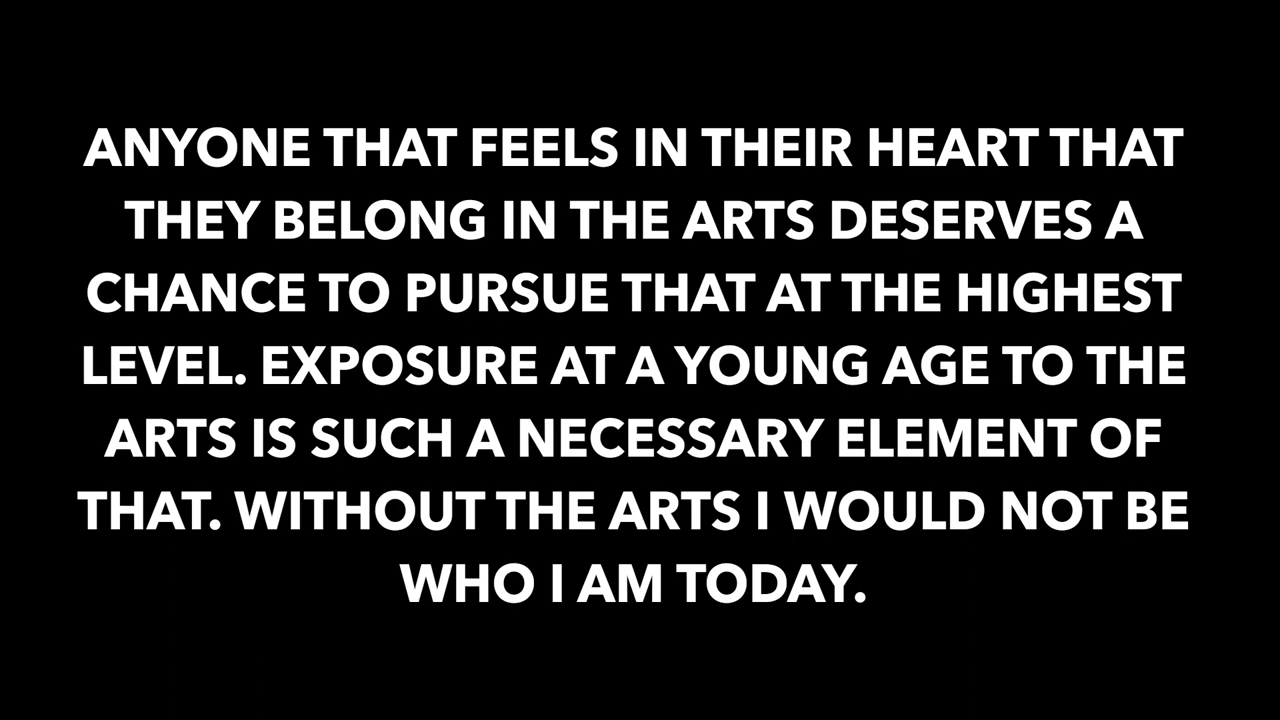 ANYONE THAT FEELS IN THEIR HEART THAT
THEY BELONG IN THE ARTS DESERVES A
CHANCE TO PURSUE THAT AT THE HIGHEST
LEVEL. EXPOSURE AT A YOUNG AGE TO THE
ARTS IS SUCH A NECESSARY ELEMENT OF
THAT. WITHOUT THE ARTS I WOULD NOT BE
WHO I AM TODAY.